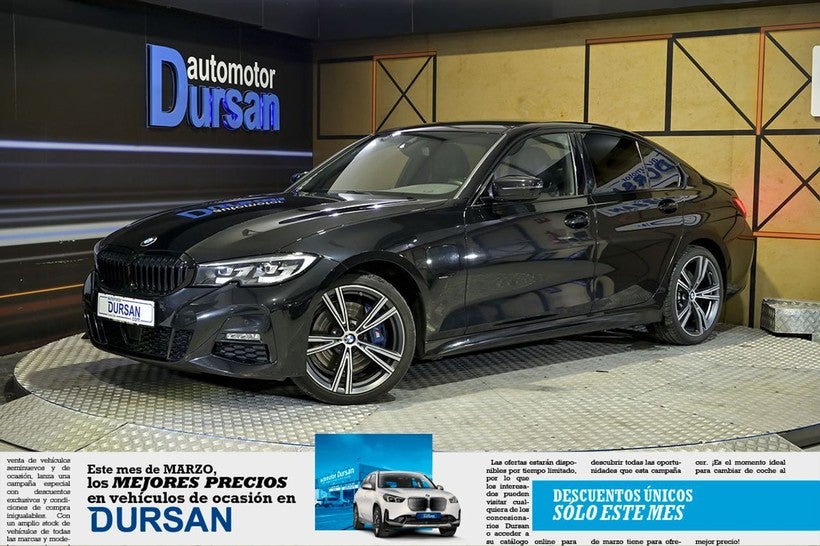 automotor
Dursan
automotor
DURSAN
.com
venta de vehículos
seminuevos y de
ocasión, lanza una
campaña especial
con descuentos
exclusivos y condi-
ciones de compra
inigualables. Con
un amplio stock de
vehículos de todas
las marcas y mode-
Este mes de MARZO,
los MEJORES PRECIOS
en vehículos de ocasión en
DURSAN
automotor Dursan
Las ofertas estarán dispo-
nibles por tiempo limitado,
por lo que
los interesa-
dos pueden
visitar cual-
quiera de los
concesiona-
rios Dursan
o acceder a
su catálogo online para
descubrir todas las oportu-
nidades que esta campaña
cer. ¡Es el momento ideal
para cambiar de coche al
DESCUENTOS ÚNICOS
SÓLO ESTE MES
de marzo tiene para ofre-
mejor precio!